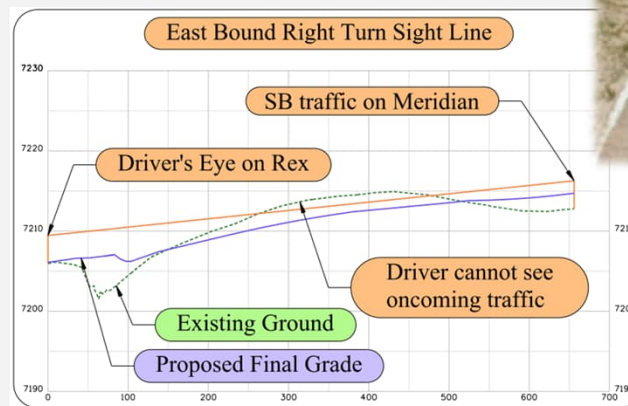 East Bound Right Turn Sight Line
7230
SB traffic on Meridian
7220
Driver's Eye on Rex
7210
Driver cannot see
oncoming traffic
7200
Existing Ground
Proposed Final Grade
7190
0 100 200 300 400 500 600 700